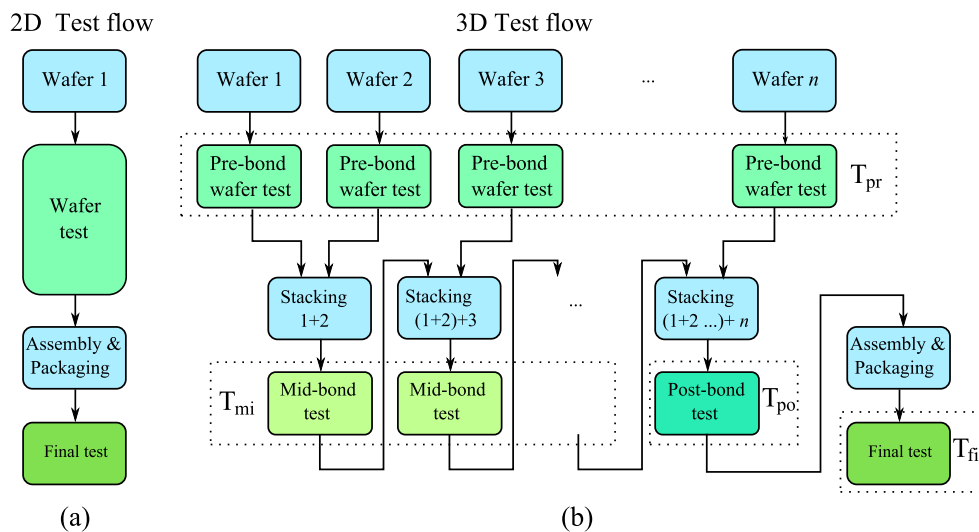 2D Test flow
3D Test flow
Wafer 1
Wafer 1
Wafer 2
Wafer 3
...
Wafer n
Wafer
test
Pre-bond
wafer test
Pre-bond
wafer test
Pre-bond
wafer test
Pre-bond
wafer test
Tpr
Stacking
1+2
Stacking
(1+2)+3
...
Stacking
(1+2 ...)+ n
Assembly &
Packaging
Assembly &
Packaging
Tmi
Mid-bond
test
Mid-bond
test
Post-bond
test
Tpo
Final test
Final test
Tfi
(a)
(b)